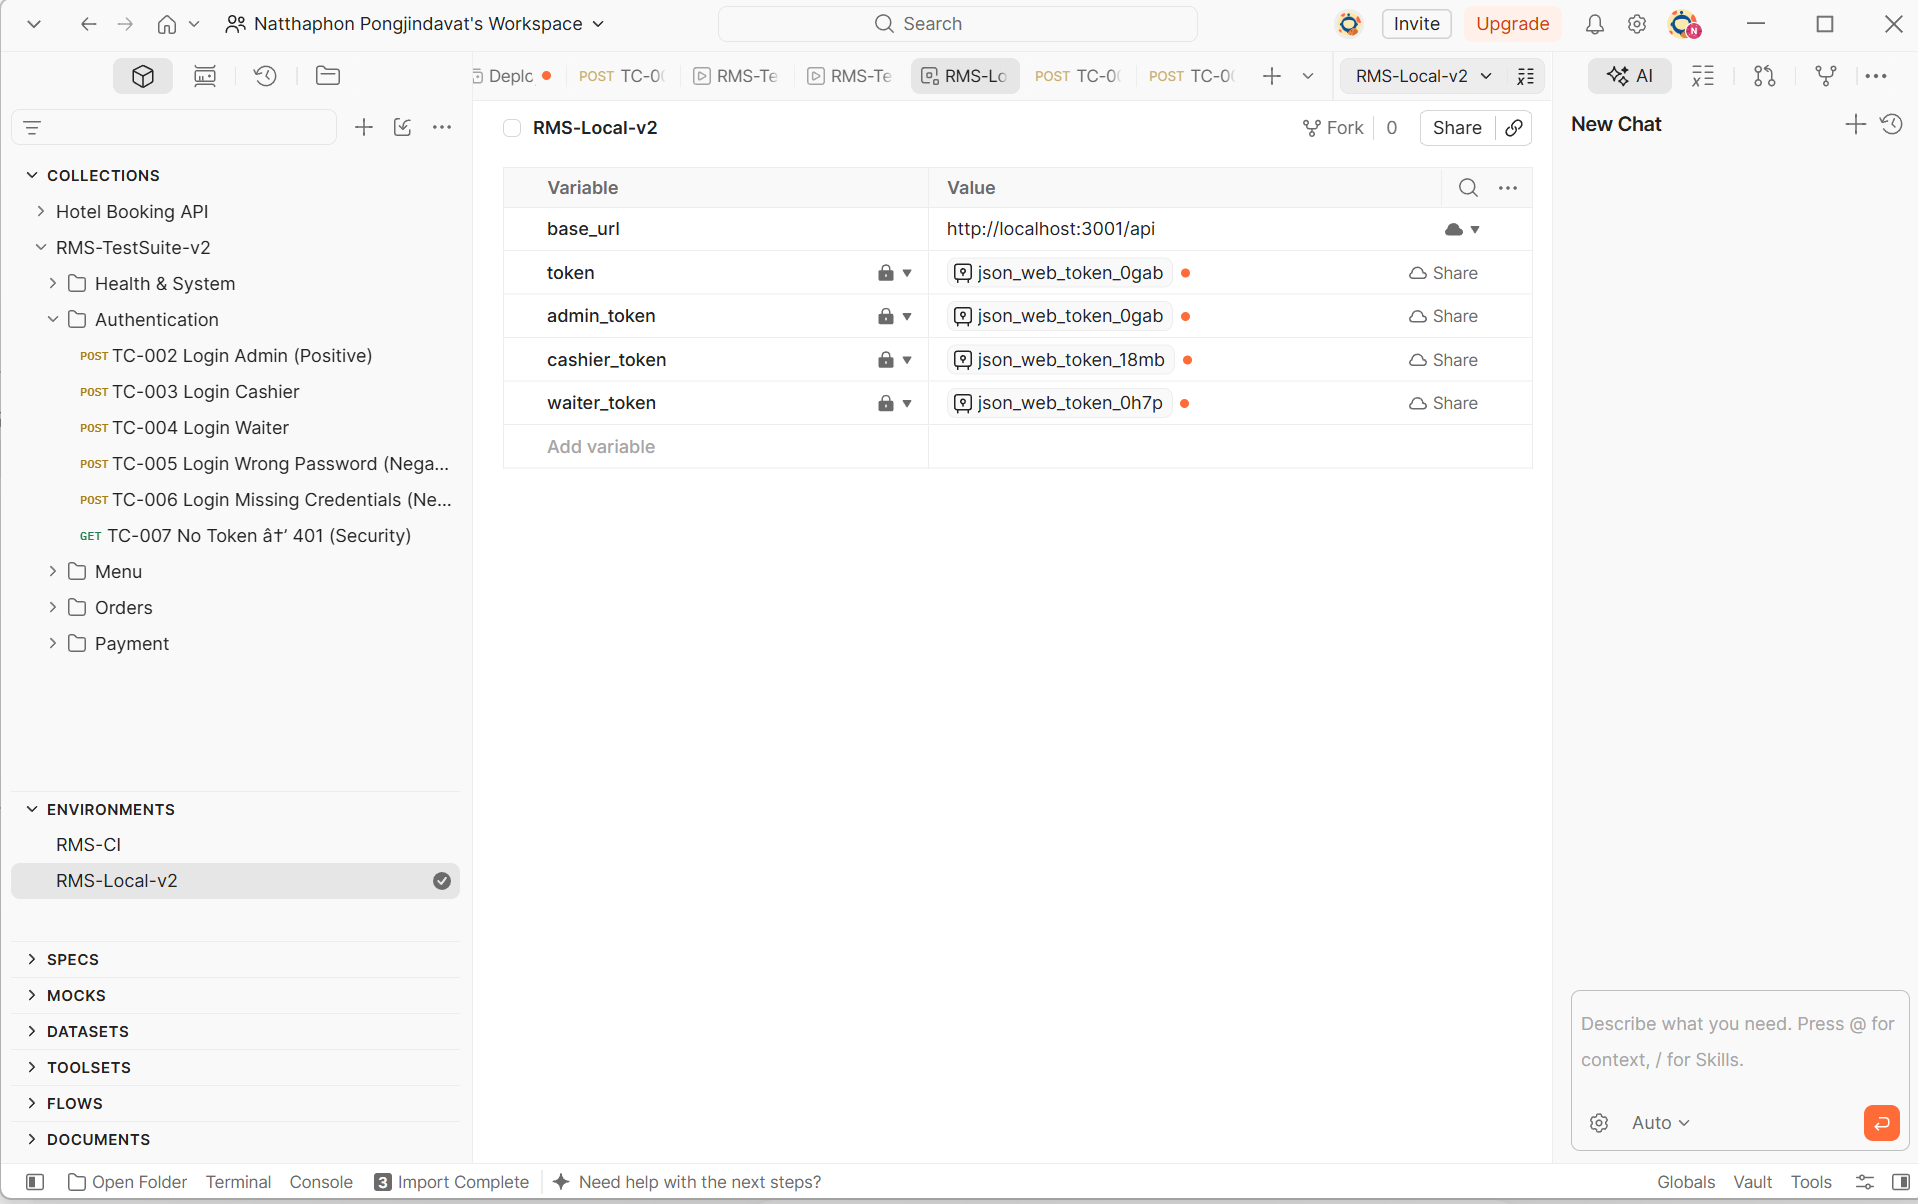 Natthaphon Pongjindavat's Workspace
Search
Invite
Upgrade
N
Deplc
POST TC-0
RMS-Te
RMS-Te
RMS-Lo
POST TC-0
POST TC-0
RMS-Local-v2
AI
RMS-Local-v2
Fork 0
Share
New Chat
COLLECTIONS
Hotel Booking API
RMS-TestSuite-v2
Health & System
Authentication
POST TC-002 Login Admin (Positive)
POST TC-003 Login Cashier
POST TC-004 Login Waiter
POST TC-005 Login Wrong Password (Nega...
POST TC-006 Login Missing Credentials (Ne...
GET TC-007 No Token â†’ 401 (Security)
Menu
Orders
Payment
Variable Value
base_url http://localhost:3001/api
token json_web_token_0gab Share
admin_token json_web_token_0gab Share
cashier_token json_web_token_18mb Share
waiter_token json_web_token_0h7p Share
Add variable
ENVIRONMENTS
RMS-CI
RMS-Local-v2
SPECS
MOCKS
DATASETS
TOOLSETS
FLOWS
DOCUMENTS
Describe what you need. Press @ for
context, / for Skills.
Auto
Open Folder Terminal Console 3 Import Complete Need help with the next steps? Globals Vault Tools